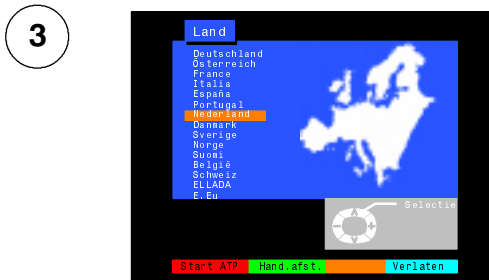 3
Land
Deutschland
Österreich
France
Italia
España
Portugal
Nederland
Danmark
Sverige
Norge
Suomi
België
Schweiz
ELLADA
E.Eu
Selectie
Start ATP Hand.afst. Verlaten